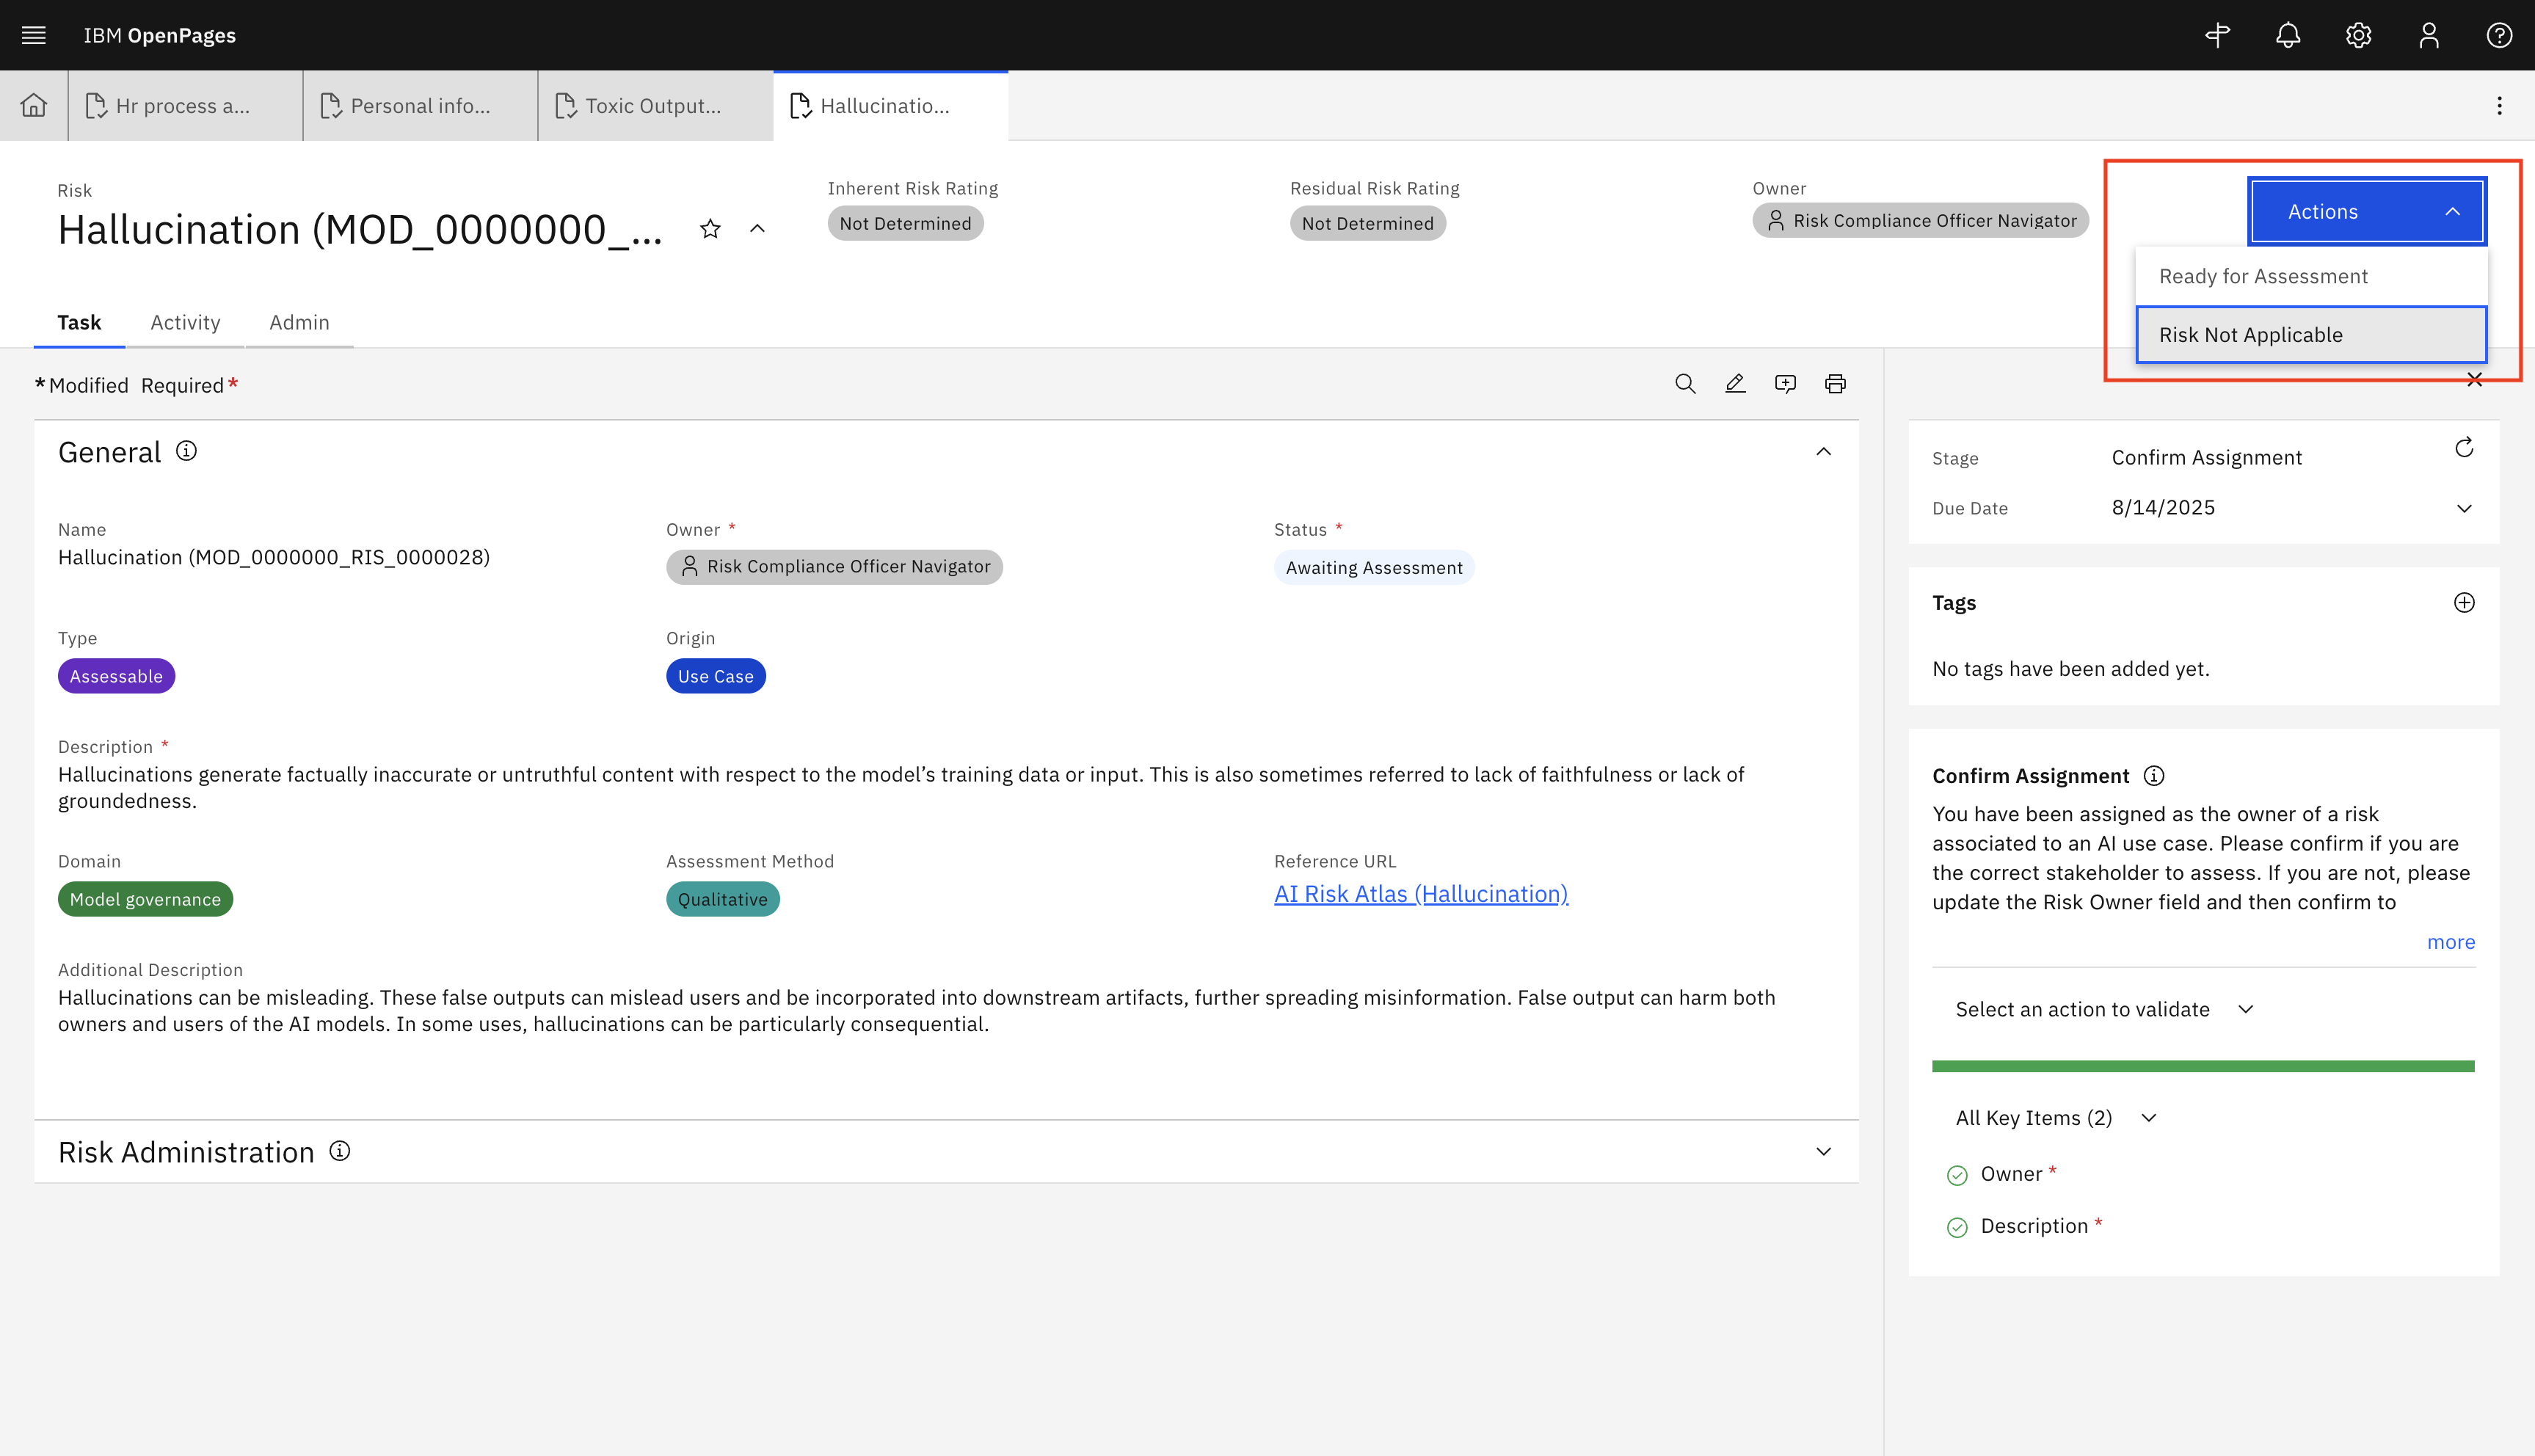 IBM OpenPages
Hr process a...
Personal info...
Toxic Output...
Hallucinatio...
Risk
Hallucination (MOD_0000000_...
Inherent Risk Rating
Not Determined
Residual Risk Rating
Not Determined
Owner
Risk Compliance Officer Navigator
Actions
Ready for Assessment
Risk Not Applicable
Task
Activity
Admin
*Modified Required*
General
Name
Hallucination (MOD_0000000_RIS_0000028)
Owner *
Risk Compliance Officer Navigator
Status *
Awaiting Assessment
Type
Assessable
Origin
Use Case
Description *
Hallucinations generate factually inaccurate or untruthful content with respect to the model’s training data or input. This is also sometimes referred to lack of faithfulness or lack of
groundedness.
Domain
Model governance
Assessment Method
Qualitative
Reference URL
AI Risk Atlas (Hallucination)
Additional Description
Hallucinations can be misleading. These false outputs can mislead users and be incorporated into downstream artifacts, further spreading misinformation. False output can harm both
owners and users of the AI models. In some uses, hallucinations can be particularly consequential.
Risk Administration
Stage
Confirm Assignment
Due Date
8/14/2025
Tags
No tags have been added yet.
Confirm Assignment
You have been assigned as the owner of a risk
associated to an AI use case. Please confirm if you are
the correct stakeholder to assess. If you are not, please
update the Risk Owner field and then confirm to
more
Select an action to validate
All Key Items (2)
Owner *
Description *